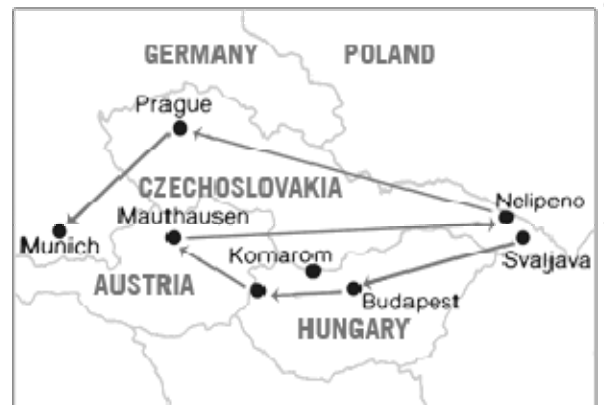 GERMANY POLAND
Prague
CZECHOSLOVAKIA
Nelipeno
Mauthausen
Munich
Komarom
Svaljava
AUSTRIA
Budapest
HUNGARY